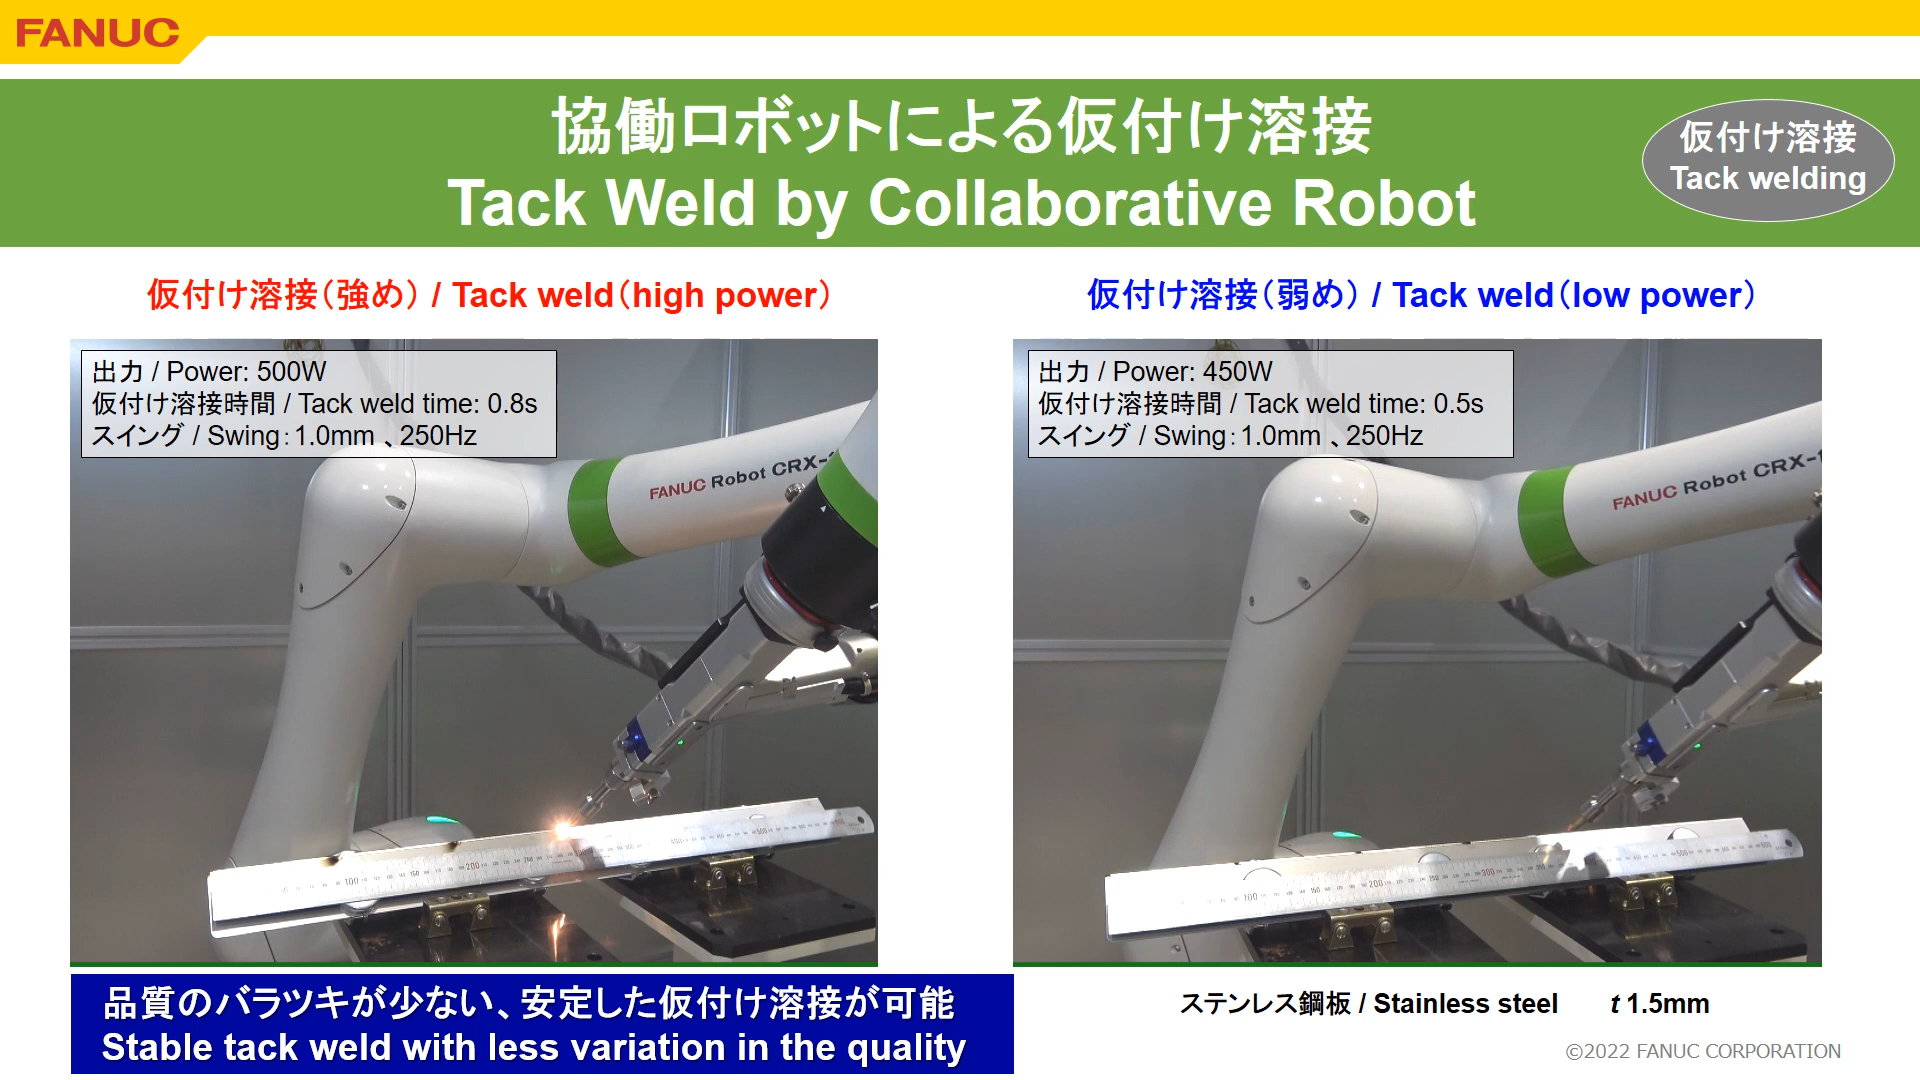 FANUC
協働ロボットによる仮付け溶接
Tack Weld by Collaborative Robot
仮付け溶接
Tack welding
仮付け溶接（強め） / Tack weld（high power）
出力 / Power: 500W
仮付け溶接時間 / Tack weld time: 0.8s
スイング / Swing：1.0mm 、250Hz
FANUC Robot CRX-
100
200
仮付け溶接（弱め） / Tack weld（low power）
出力 / Power: 450W
仮付け溶接時間 / Tack weld time: 0.5s
スイング / Swing：1.0mm 、250Hz
FANUC Robot CRX-1
100
200
300
品質のバラツキが少ない、安定した仮付け溶接が可能
Stable tack weld with less variation in the quality
ステンレス鋼板 / Stainless steel t 1.5mm
©2022 FANUC CORPORATION